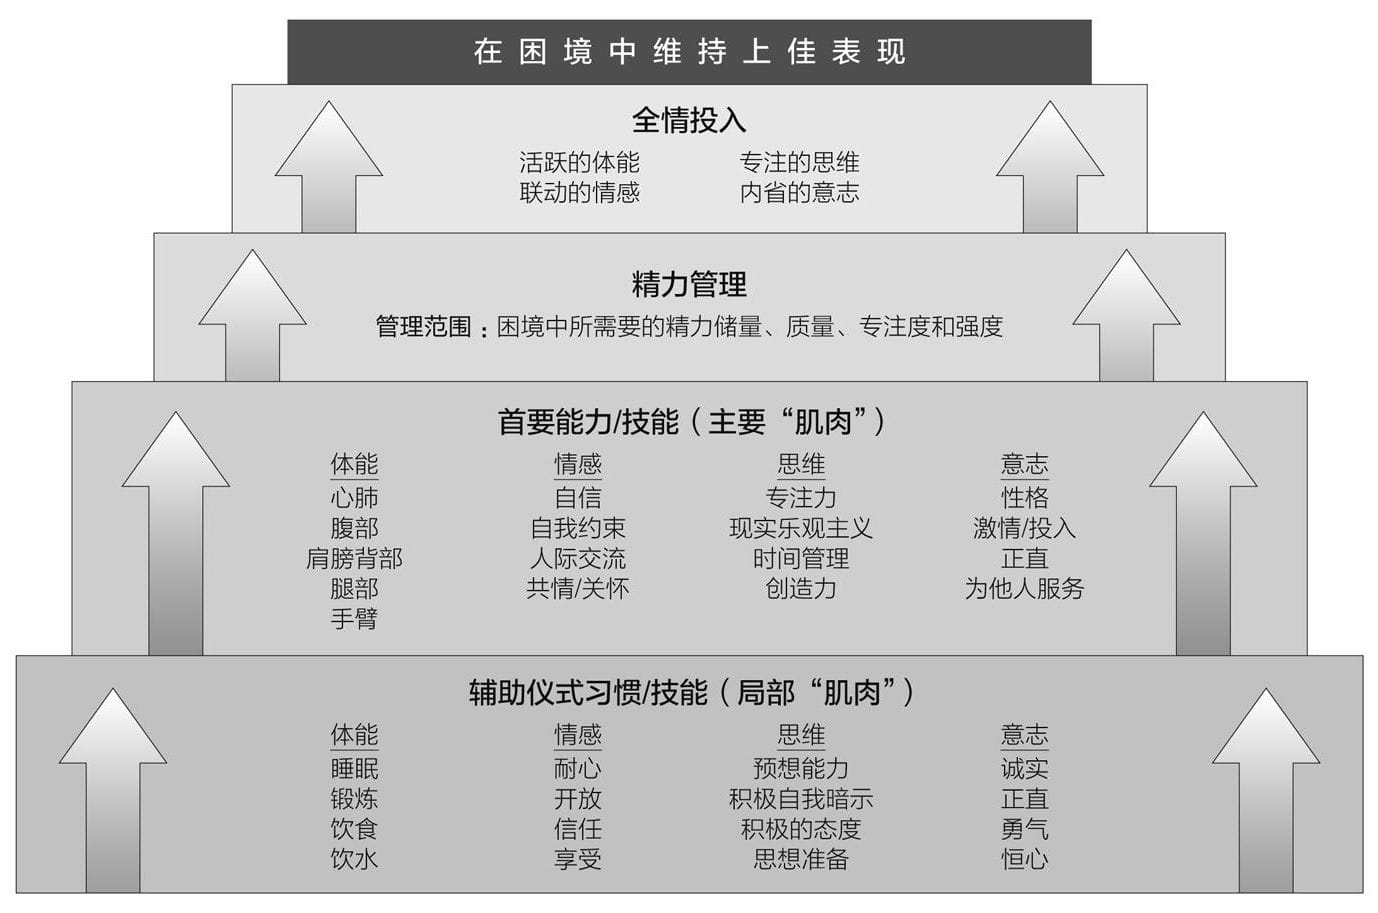 在困境中维持上佳表现
全情投入
活跃的体能 专注的思维
联动的情感 内省的意志
精力管理
管理范围：困境中所需要的精力储量、质量、专注度和强度
首要能力/技能（主要“肌肉”）
体能 情感 思维 意志
心肺 自信 专注力 性格
腹部 自我约束 现实乐观主义 激情/投入
肩膀背部 人际交流 时间管理 正直
腿部 共情/关怀 创造力 为他人服务
手臂
辅助仪式习惯/技能（局部“肌肉”）
体能 情感 思维 意志
睡眠 耐心 预想能力 诚实
锻炼 开放 积极自我暗示 正直
饮食 信任 积极的态度 勇气
饮水 享受 思想准备 恒心